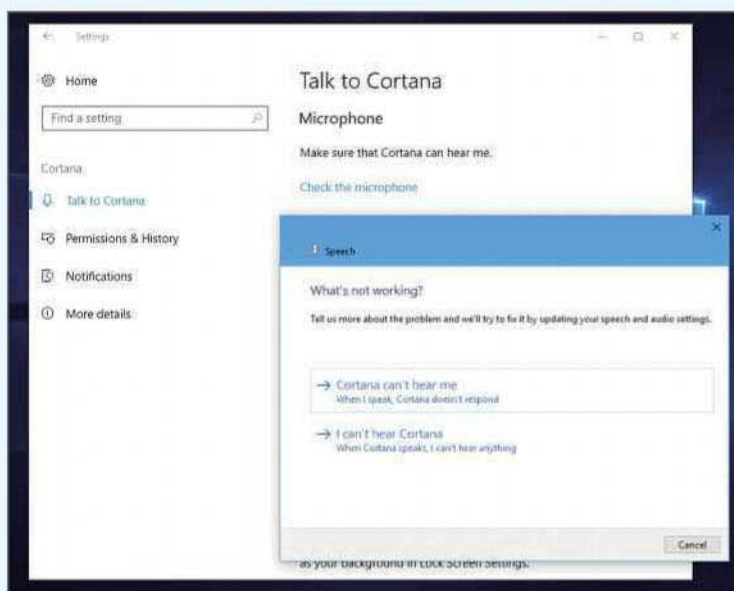 Settings
Home
Find a setting
Cortana
Talk to Cortana
Permissions & History
Notifications
More details
Talk to Cortana
Microphone
Make sure that Cortana can hear me.
Check the microphone
Speech
What's not working?
Tell us more about the problem and we'll try to fix it by updating your speech and audio settings.
Cortana can't hear me
When I speak, Cortana doesn't respond
I can't hear Cortana
When Cortana speaks, I can't hear anything
Cancel
as your background in Lock Screen Settings.